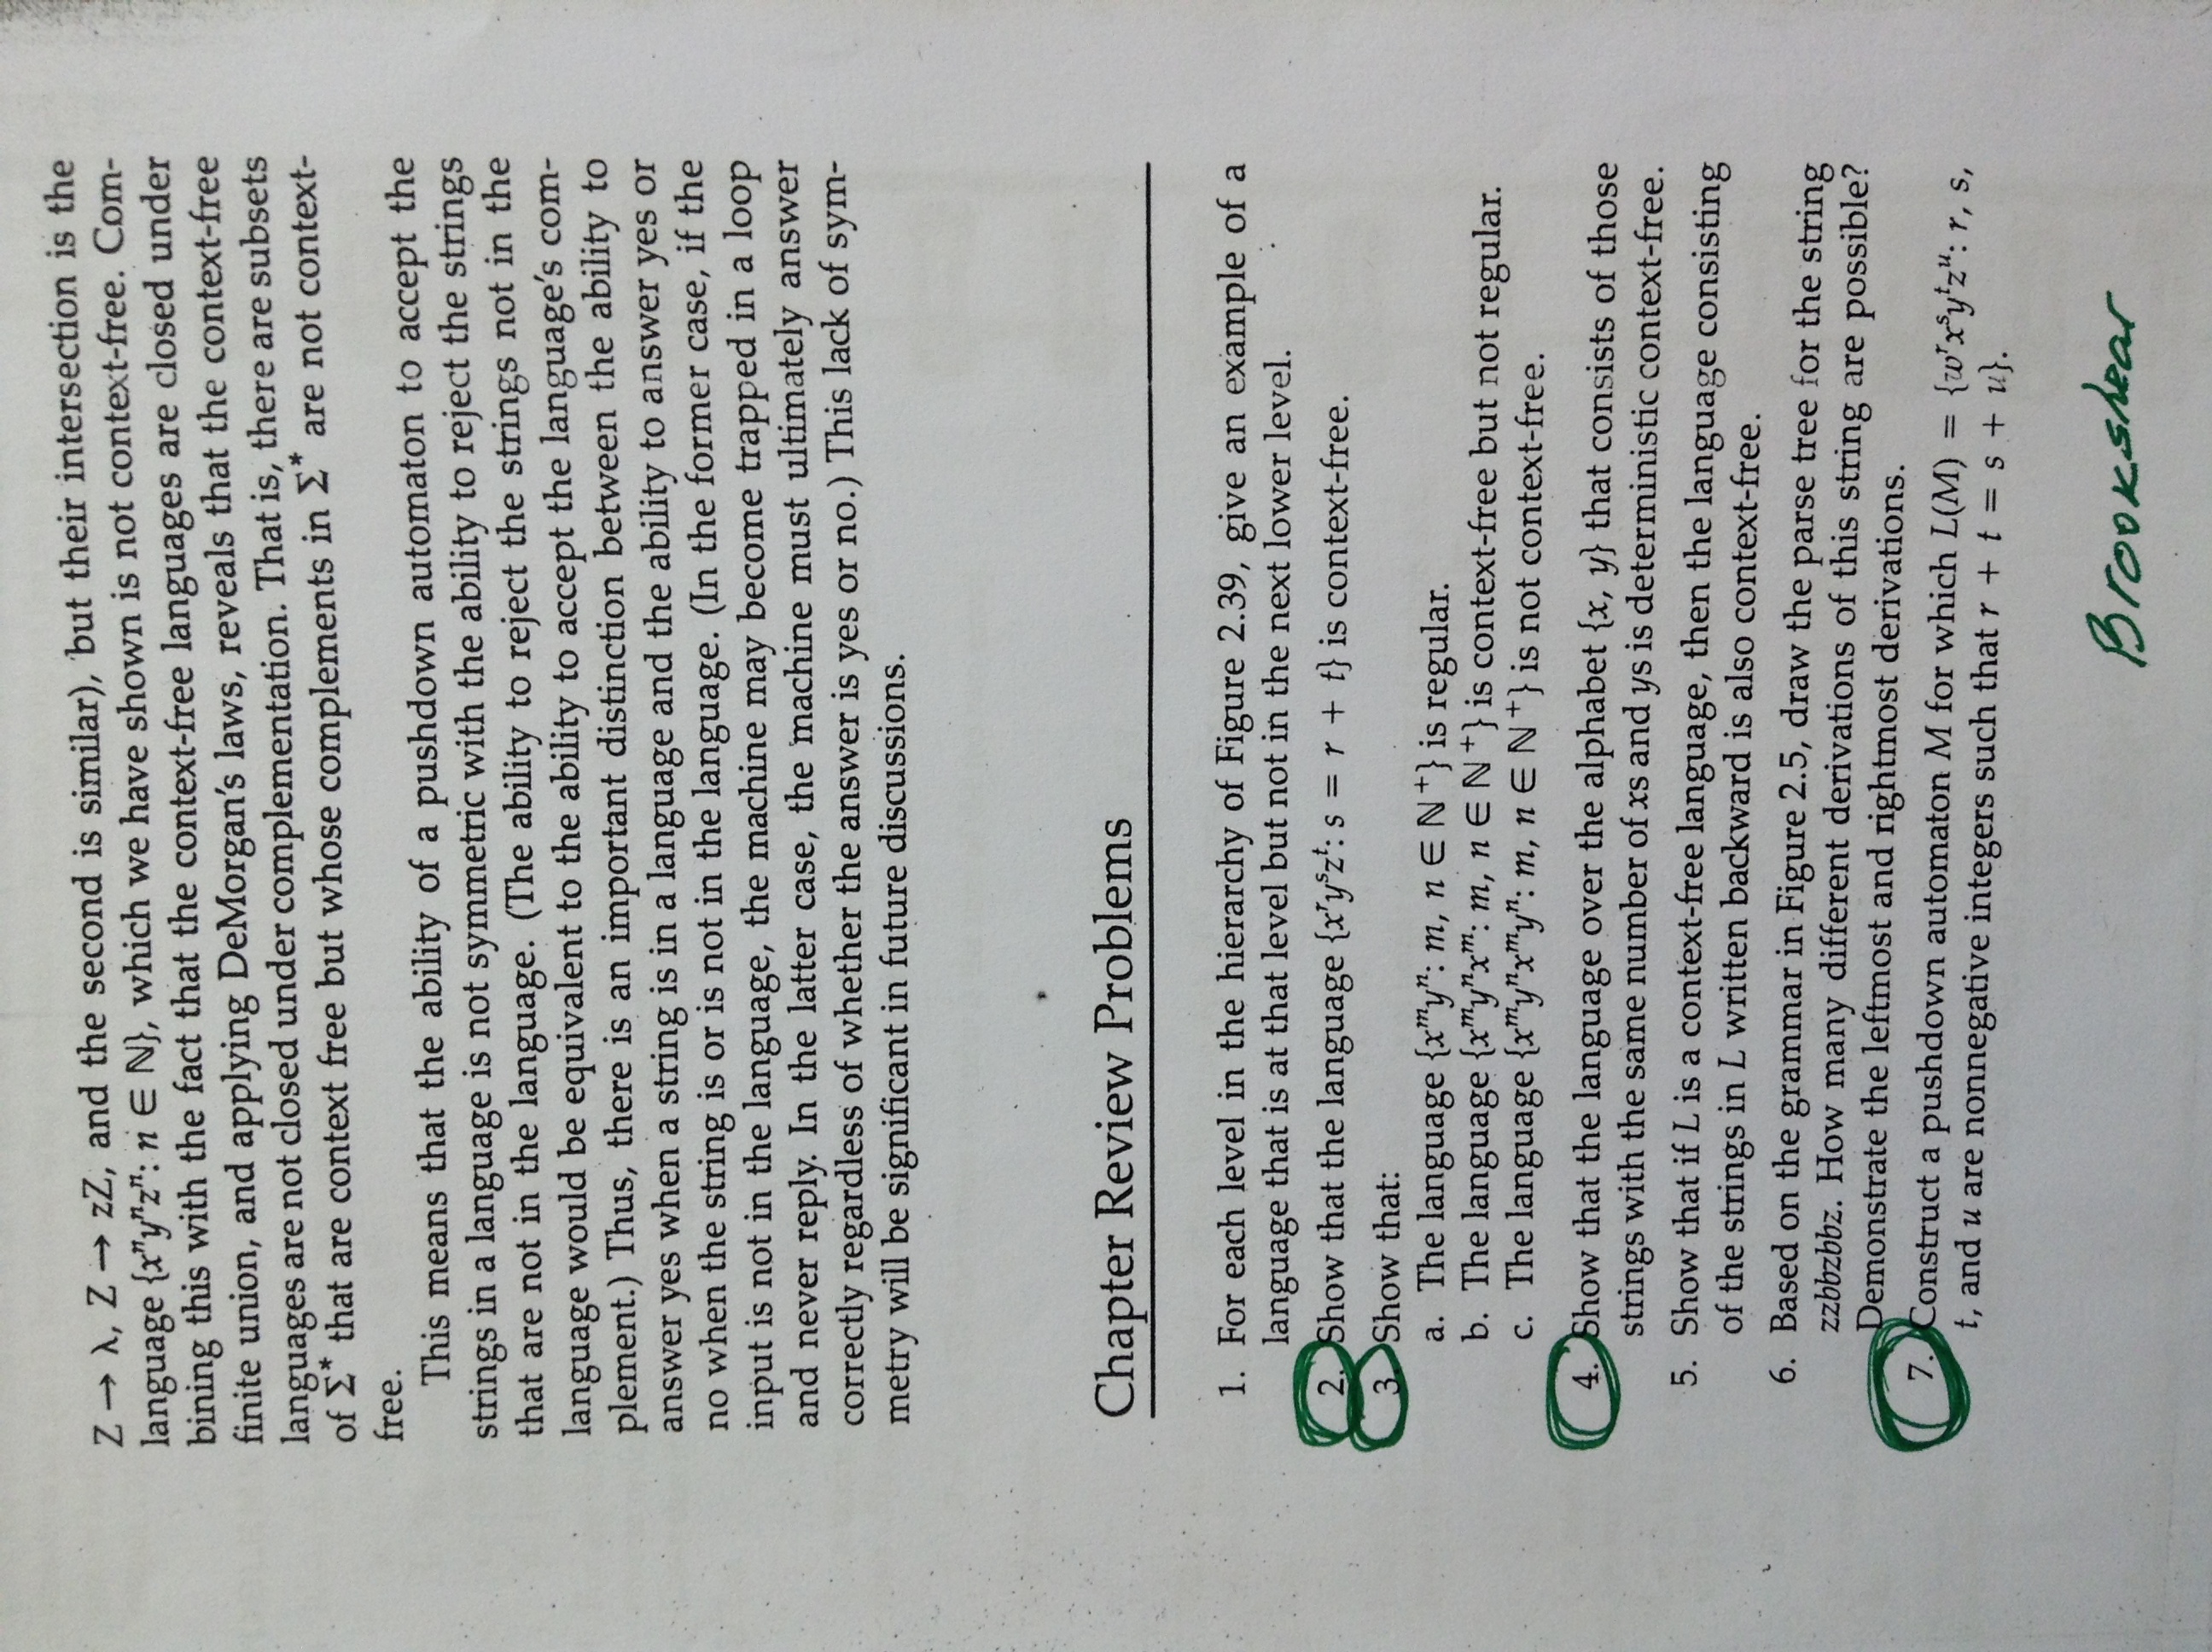 Z → λ, Z → zZ, and the second is similar), but their intersection is the
language {xⁿyⁿzⁿ: n ∈ ℕ}, which we have shown is not context-free. Com-
bining this with the fact that the context-free languages are closed under
finite union, and applying DeMorgan's laws, reveals that the context-free
languages are not closed under complementation. That is, there are subsets
of Σ* that are context free but whose complements in Σ* are not context-
free.
This means that the ability of a pushdown automaton to accept the
strings in a language is not symmetric with the ability to reject the strings
that are not in the language. (The ability to reject the strings not in the
language would be equivalent to the ability to accept the language's com-
plement.) Thus, there is an important distinction between the ability to
answer yes when a string is in a language and the ability to answer yes or
no when the string is or is not in the language. (In the former case, if the
input is not in the language, the machine may become trapped in a loop
and never reply. In the latter case, the machine must ultimately answer
correctly regardless of whether the answer is yes or no.) This lack of sym-
metry will be significant in future discussions.
Chapter Review Problems
1. For each level in the hierarchy of Figure 2.39, give an example of a
language that is at that level but not in the next lower level.
2. Show that the language {xʳyˢzᵗ: s = r + t} is context-free.
3. Show that:
a. The language {xᵐyⁿ: m, n ∈ ℕ⁺} is regular.
b. The language {xᵐyⁿxᵐ: m, n ∈ ℕ⁺} is context-free but not regular.
c. The language {xᵐyⁿxᵐyⁿ: m, n ∈ ℕ⁺} is not context-free.
4. Show that the language over the alphabet {x, y} that consists of those
strings with the same number of xs and ys is deterministic context-free.
5. Show that if L is a context-free language, then the language consisting
of the strings in L written backward is also context-free.
6. Based on the grammar in Figure 2.5, draw the parse tree for the string
zzbbzbbz. How many different derivations of this string are possible?
Demonstrate the leftmost and rightmost derivations.
7. Construct a pushdown automaton M for which L(M) = {wʳxˢyᵗzᵘ: r, s,
t, and u are nonnegative integers such that r + t = s + u}.
Brookshear